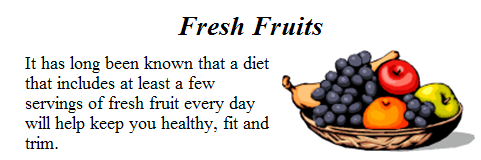 Fresh Fruits
It has long been known that a diet
that includes at least a few
servings of fresh fruit every day
will help keep you healthy, fit and
trim.